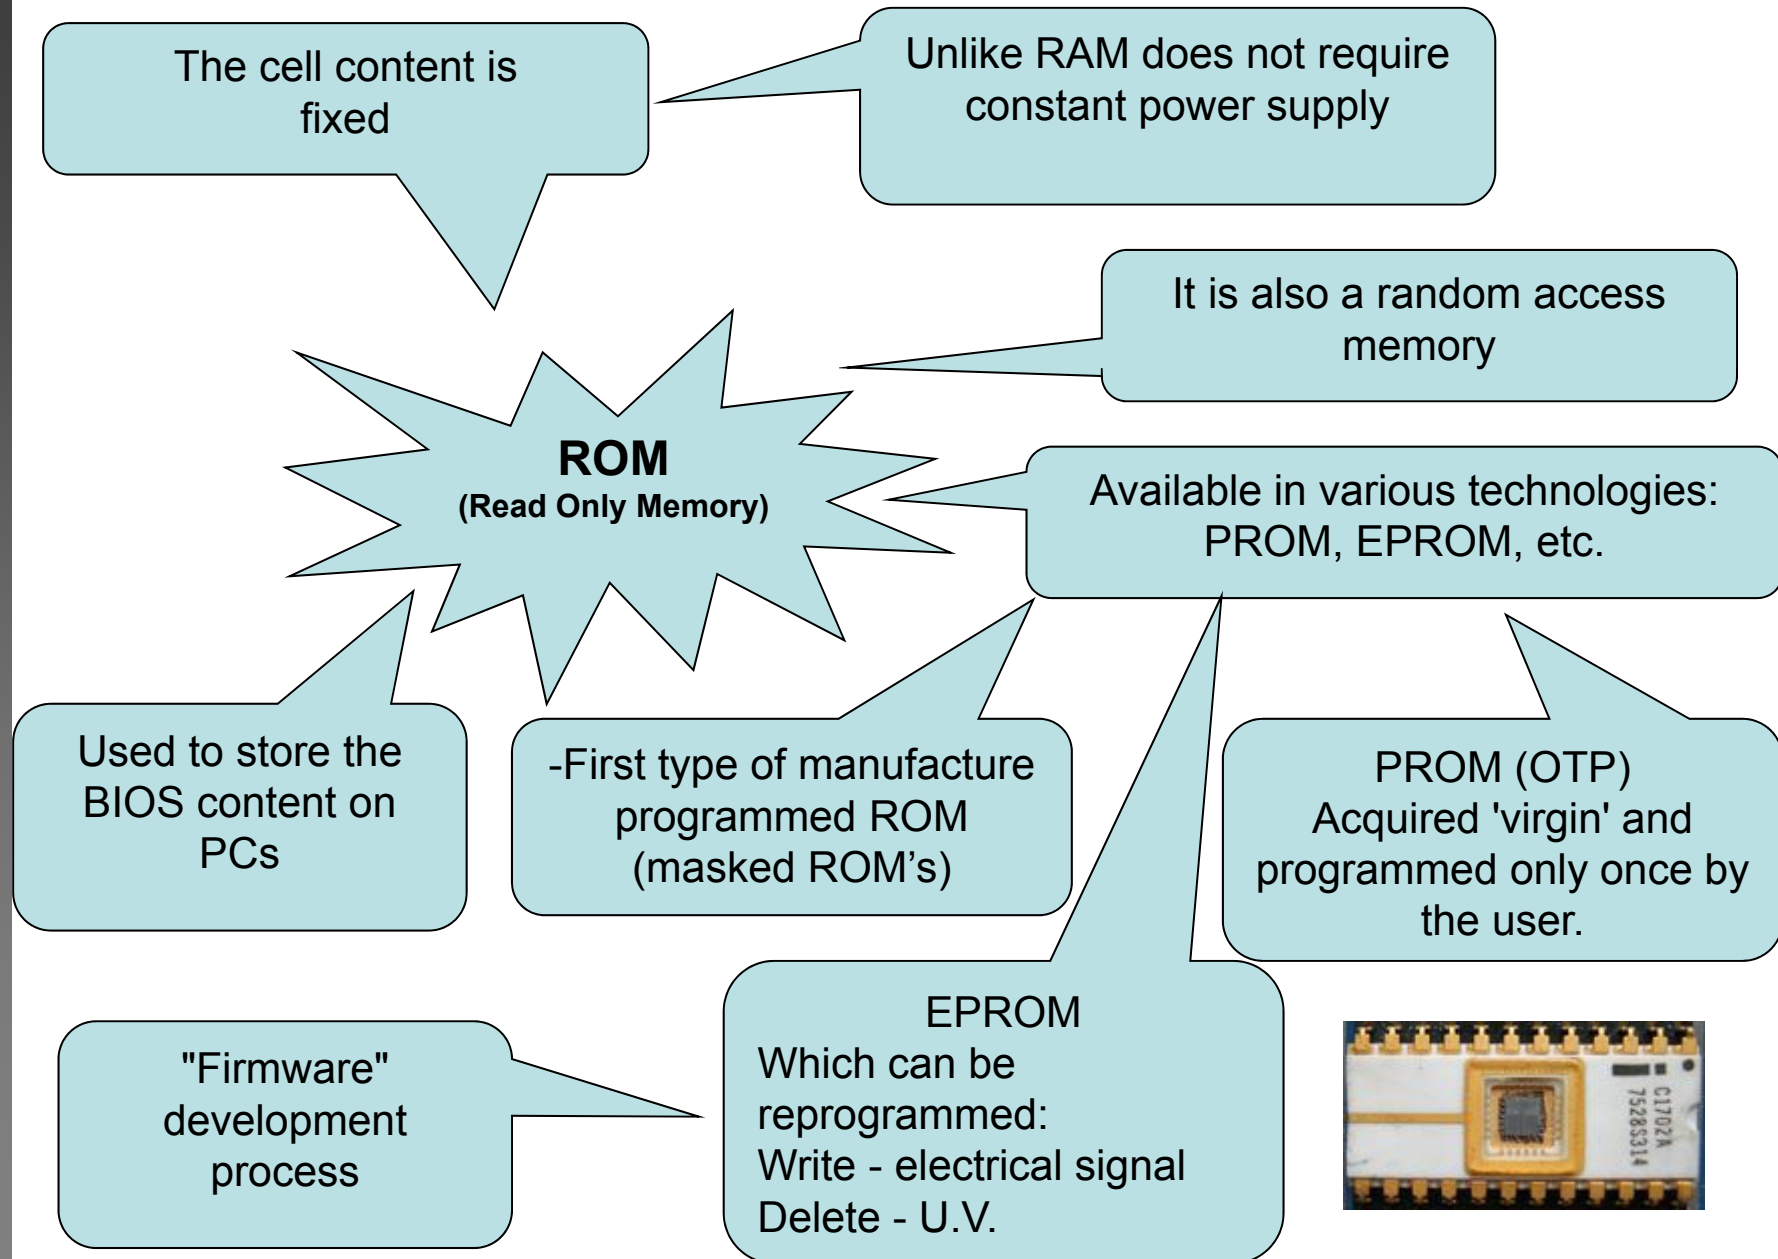 The cell content is
fixed
Unlike RAM does not require
constant power supply
It is also a random access
memory
ROM
(Read Only Memory)
Available in various technologies:
PROM, EPROM, etc.
Used to store the
BIOS content on
PCs
-First type of manufacture
programmed ROM
(masked ROM’s)
PROM (OTP)
Acquired 'virgin' and
programmed only once by
the user.
"Firmware"
development
process
EPROM
Which can be
reprogrammed:
Write - electrical signal
Delete - U.V.
C1702A
7528S314